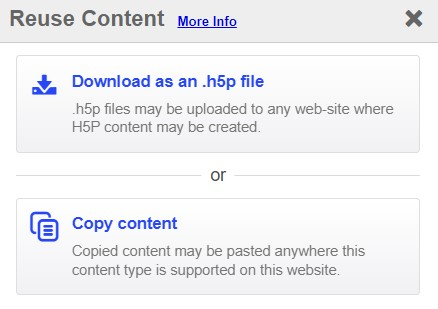 Reuse Content More Info
Download as an .h5p file
.h5p files may be uploaded to any web-site where
H5P content may be created.
or
Copy content
Copied content may be pasted anywhere this
content type is supported on this website.